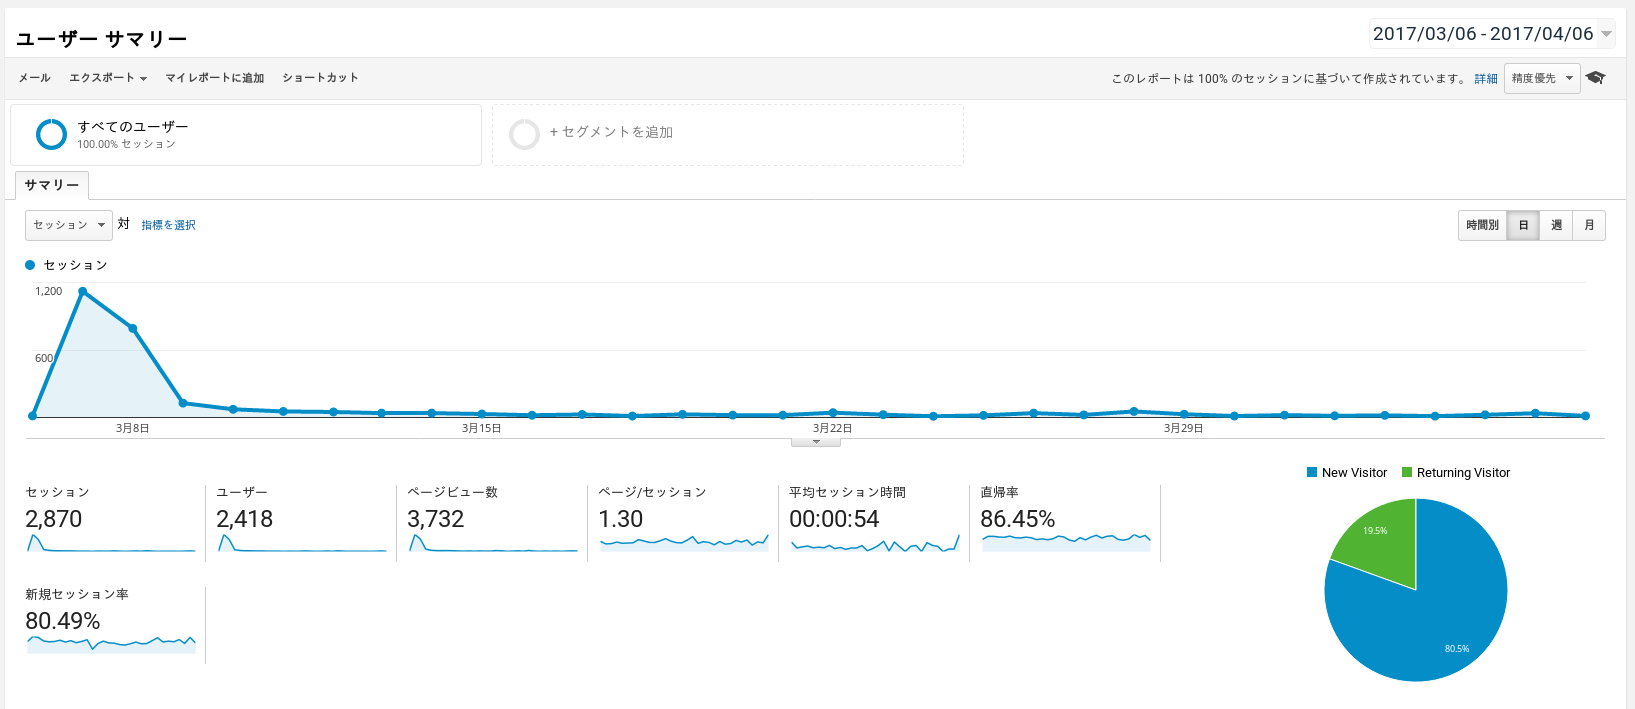 ユーザー サマリー
2017/03/06 - 2017/04/06
メール エクスポート マイレポートに追加 ショートカット
このレポートは 100% のセッションに基づいて作成されています。 詳細 精度優先
すべてのユーザー
100.00% セッション
+ セグメントを追加
サマリー
セッション 対 指標を選択
時間別 日 週 月
セッション
1,200
600
3月8日 3月15日 3月22日 3月29日
New Visitor Returning Visitor
セッション
2,870
ユーザー
2,418
ページビュー数
3,732
ページ/セッション
1.30
平均セッション時間
00:00:54
直帰率
86.45%
新規セッション率
80.49%
19.5%
80.5%